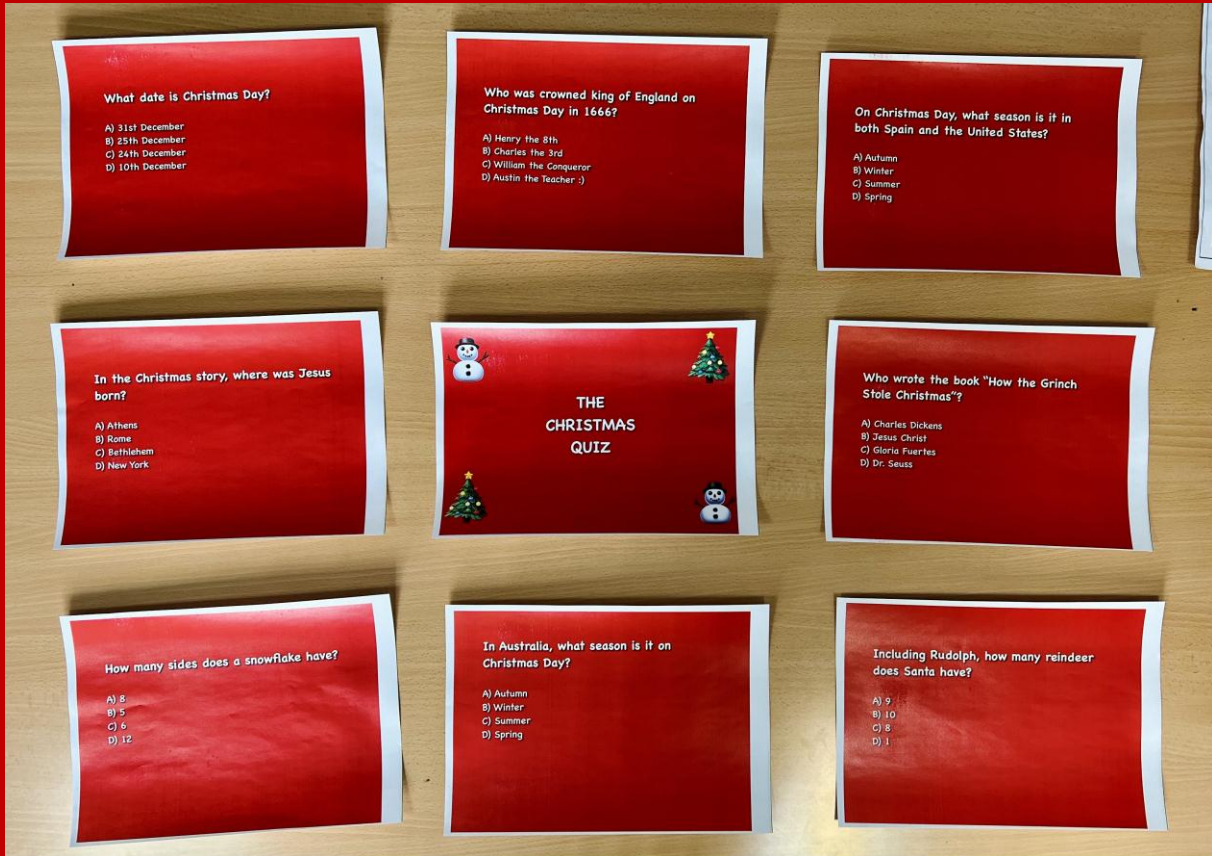 What date is Christmas Day?
A) 31st December
B) 25th December
C) 24th December
D) 10th December
Who was crowned king of England on
Christmas Day in 1666?
A) Henry the 8th
B) Charles the 3rd
C) William the Conqueror
D) Austin the Teacher :)
On Christmas Day, what season is it in
both Spain and the United States?
A) Autumn
B) Winter
C) Summer
D) Spring
In the Christmas story, where was Jesus
born?
A) Athens
B) Rome
C) Bethlehem
D) New York
THE
CHRISTMAS
QUIZ
Who wrote the book "How the Grinch
Stole Christmas"?
A) Charles Dickens
B) Jesus Christ
C) Gloria Fuertes
D) Dr. Seuss
How many sides does a snowflake have?
A) 8
B) 5
C) 6
D) 12
In Australia, what season is it on
Christmas Day?
A) Autumn
B) Winter
C) Summer
D) Spring
Including Rudolph, how many reindeer
does Santa have?
A) 9
B) 10
C) 8
D) 1